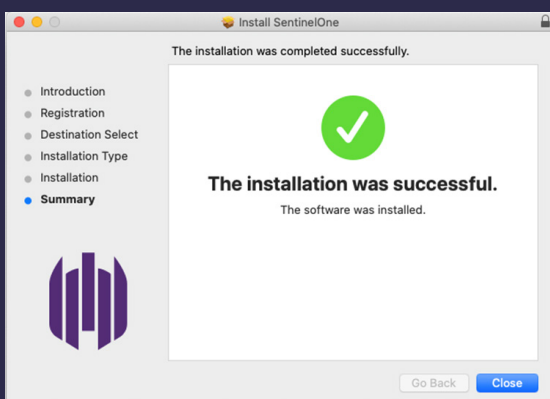 Install SentinelOne
The installation was completed successfully.
Introduction
Registration
Destination Select
Installation Type
Installation
Summary
The installation was successful.
The software was installed.
Go Back
Close